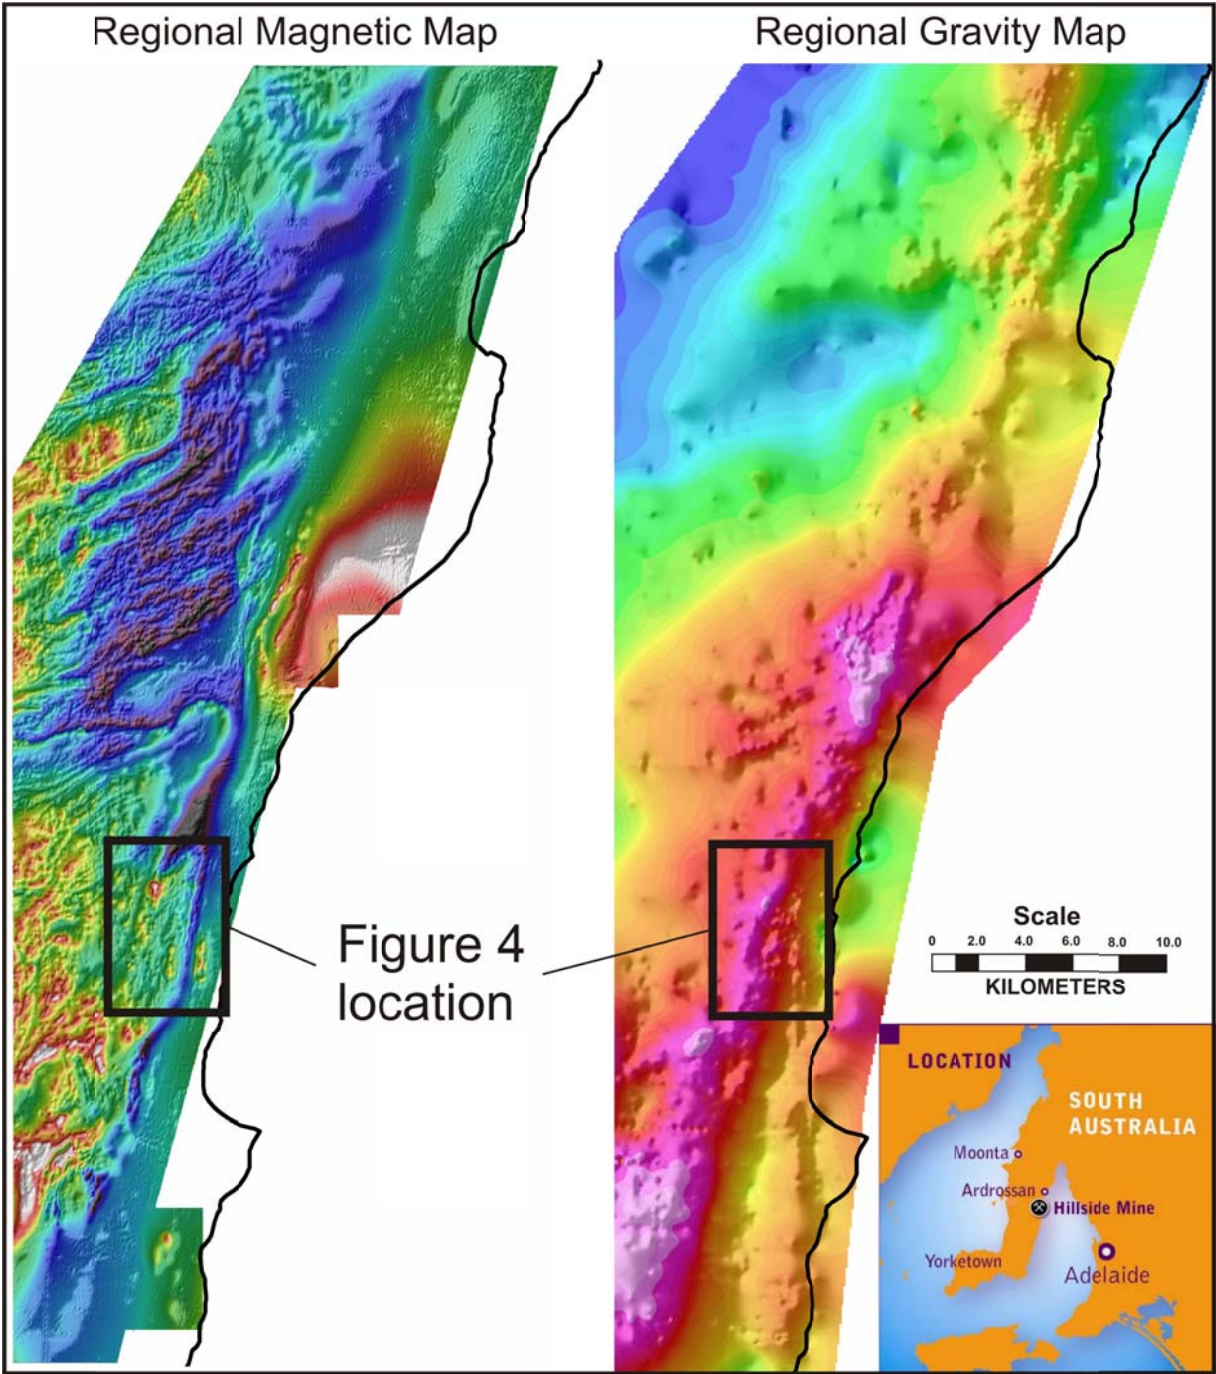 Regional Magnetic Map
Regional Gravity Map
Figure 4
location
Scale
0 2.0 4.0 6.0 8.0 10.0
KILOMETERS
LOCATION
SOUTH
AUSTRALIA
Moonta
Ardrossan
Hillside Mine
Yorketown
Adelaide